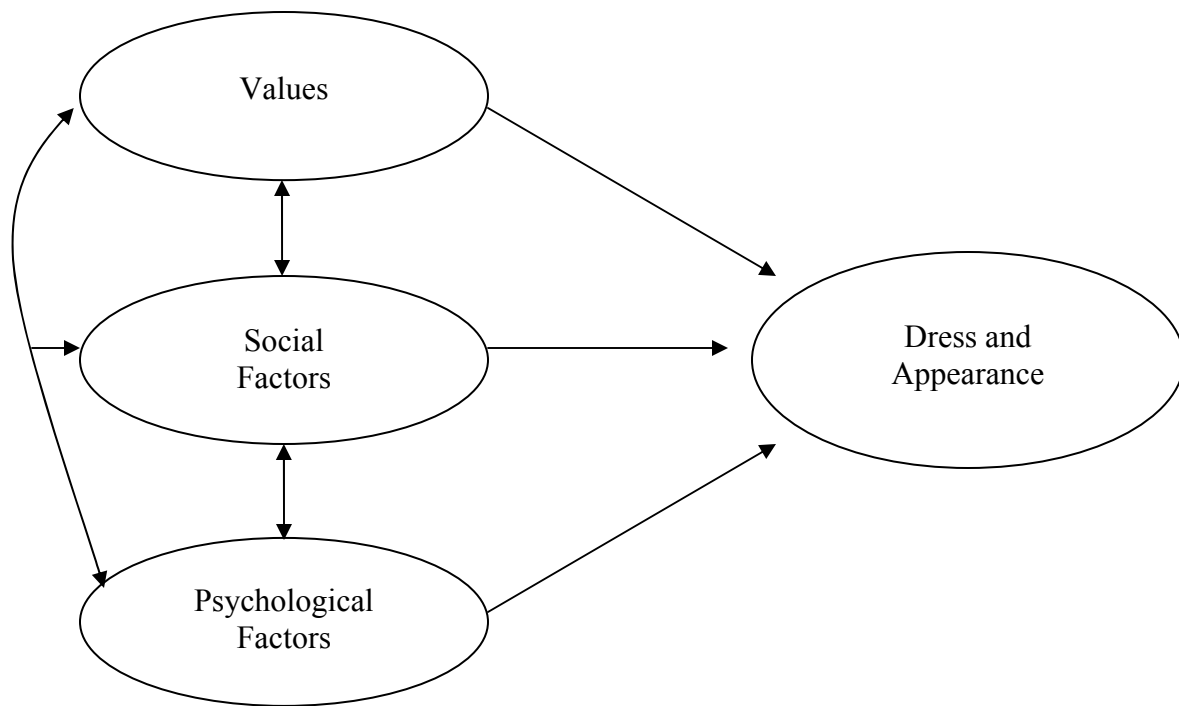 Values
Social
Factors
Dress and
Appearance
Psychological
Factors